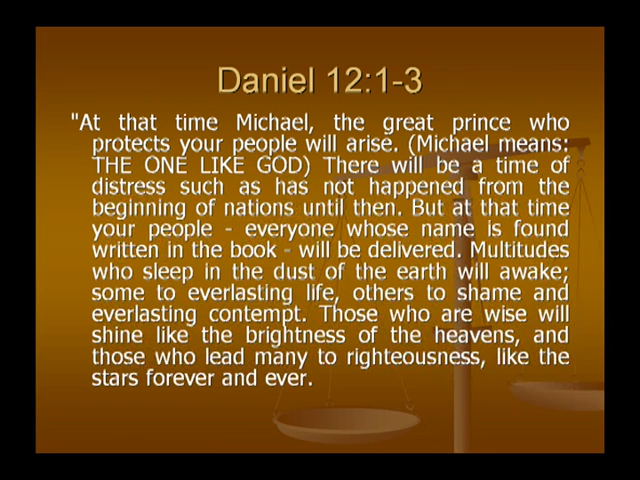 Daniel 12:1-3
"At that time Michael, the great prince who
protects your people will arise. (Michael means:
THE ONE LIKE GOD) There will be a time of
distress such as has not happened from the
beginning of nations until then. But at that time
your people - everyone whose name is found
written in the book - will be delivered. Multitudes
who sleep in the dust of the earth will awake;
some to everlasting life, others to shame and
everlasting contempt. Those who are wise will
shine like the brightness of the heavens, and
those who lead many to righteousness, like the
stars forever and ever.